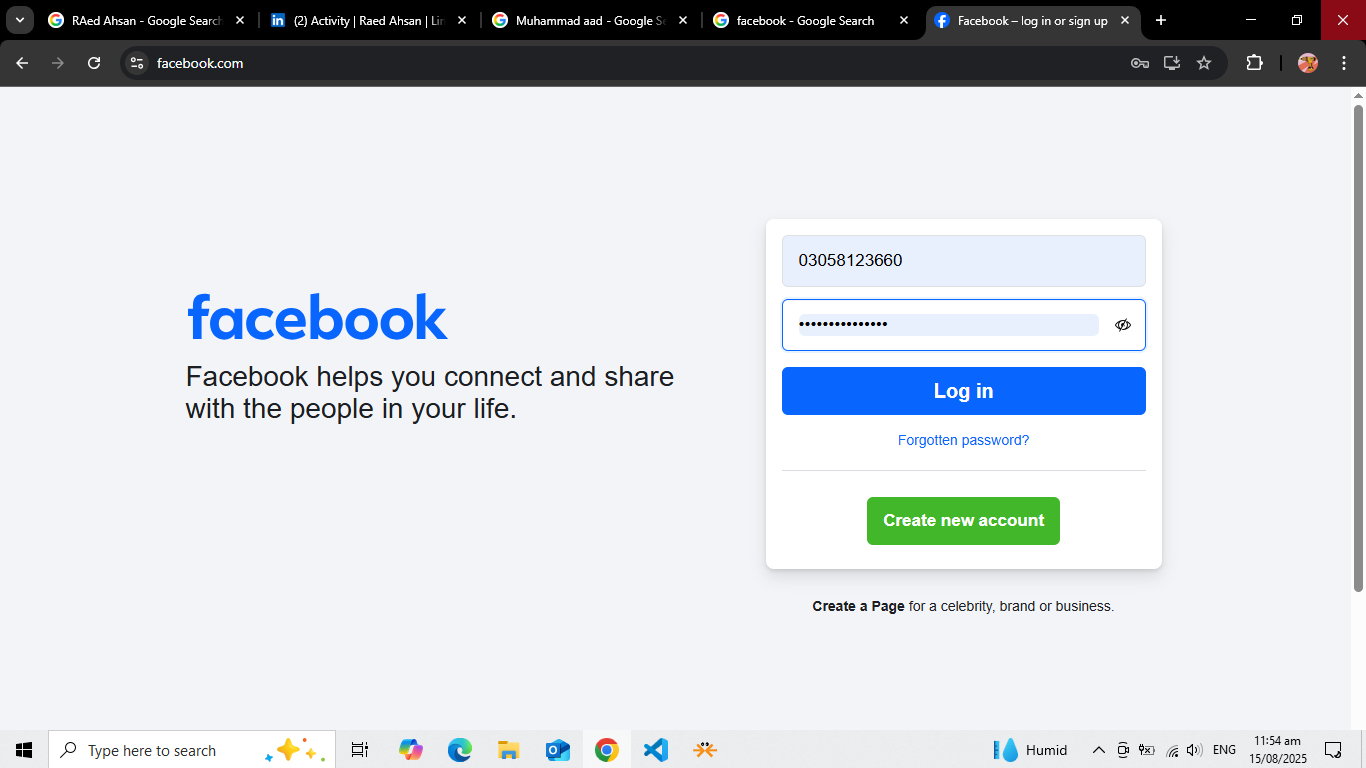 RAed Ahsan - Google Search
(2) Activity | Raed Ahsan | Lin
Muhammad aad - Google Se
facebook - Google Search
Facebook – log in or sign up
facebook.com
03058123660
facebook
Facebook helps you connect and share
with the people in your life.
Log in
Forgotten password?
Create new account
Create a Page for a celebrity, brand or business.
Type here to search
Humid
ENG
11:54 am
15/08/2025